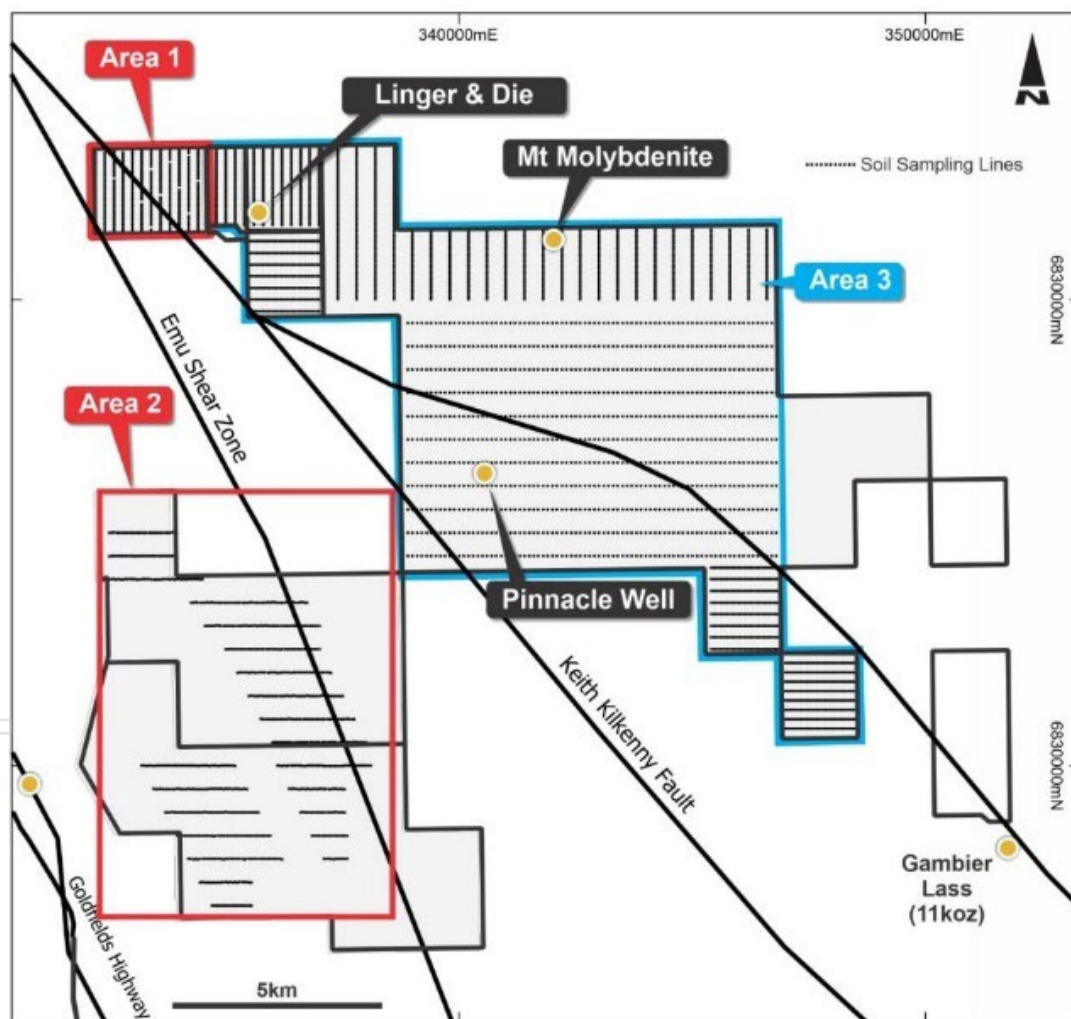 340000mE
350000mE
Area 1
Linger & Die
N
Mt Molybdenite
Soil Sampling Lines
Area 3
6830000mN
Emu Shear Zone
Area 2
Pinnacle Well
Keith Kilkenny Fault
6830000mN
Gambier
Lass
(11koz)
Goldfields Highway
5km